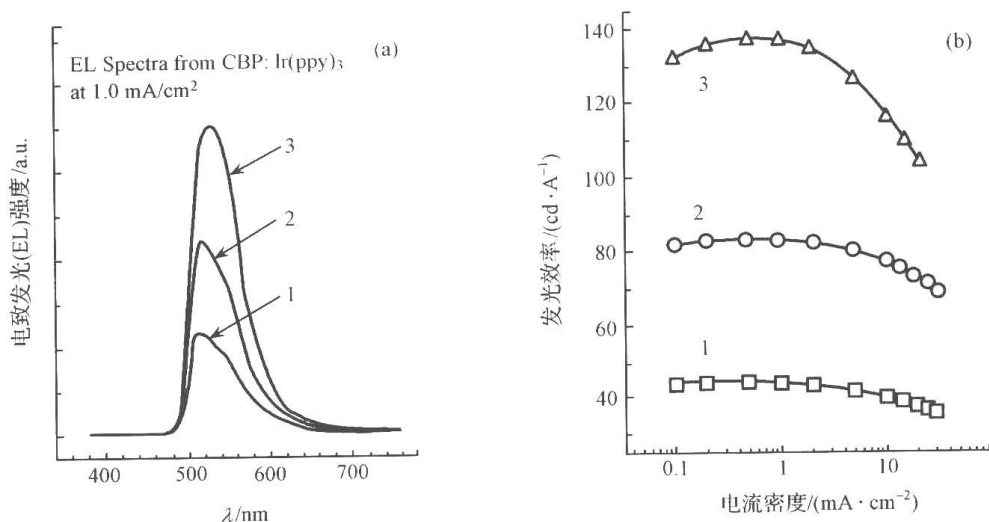 EL Spectra from CBP: Ir(ppy)₃ (a)
at 1.0 mA/cm²
3
2
1
电致发光(EL)强度/a.u.
400 500 600 700
λ/nm
(b)
140
120
100
80
60
40
3
2
1
发光效率/(cd·A⁻¹)
0.1 1 10
电流密度/(mA·cm⁻²)